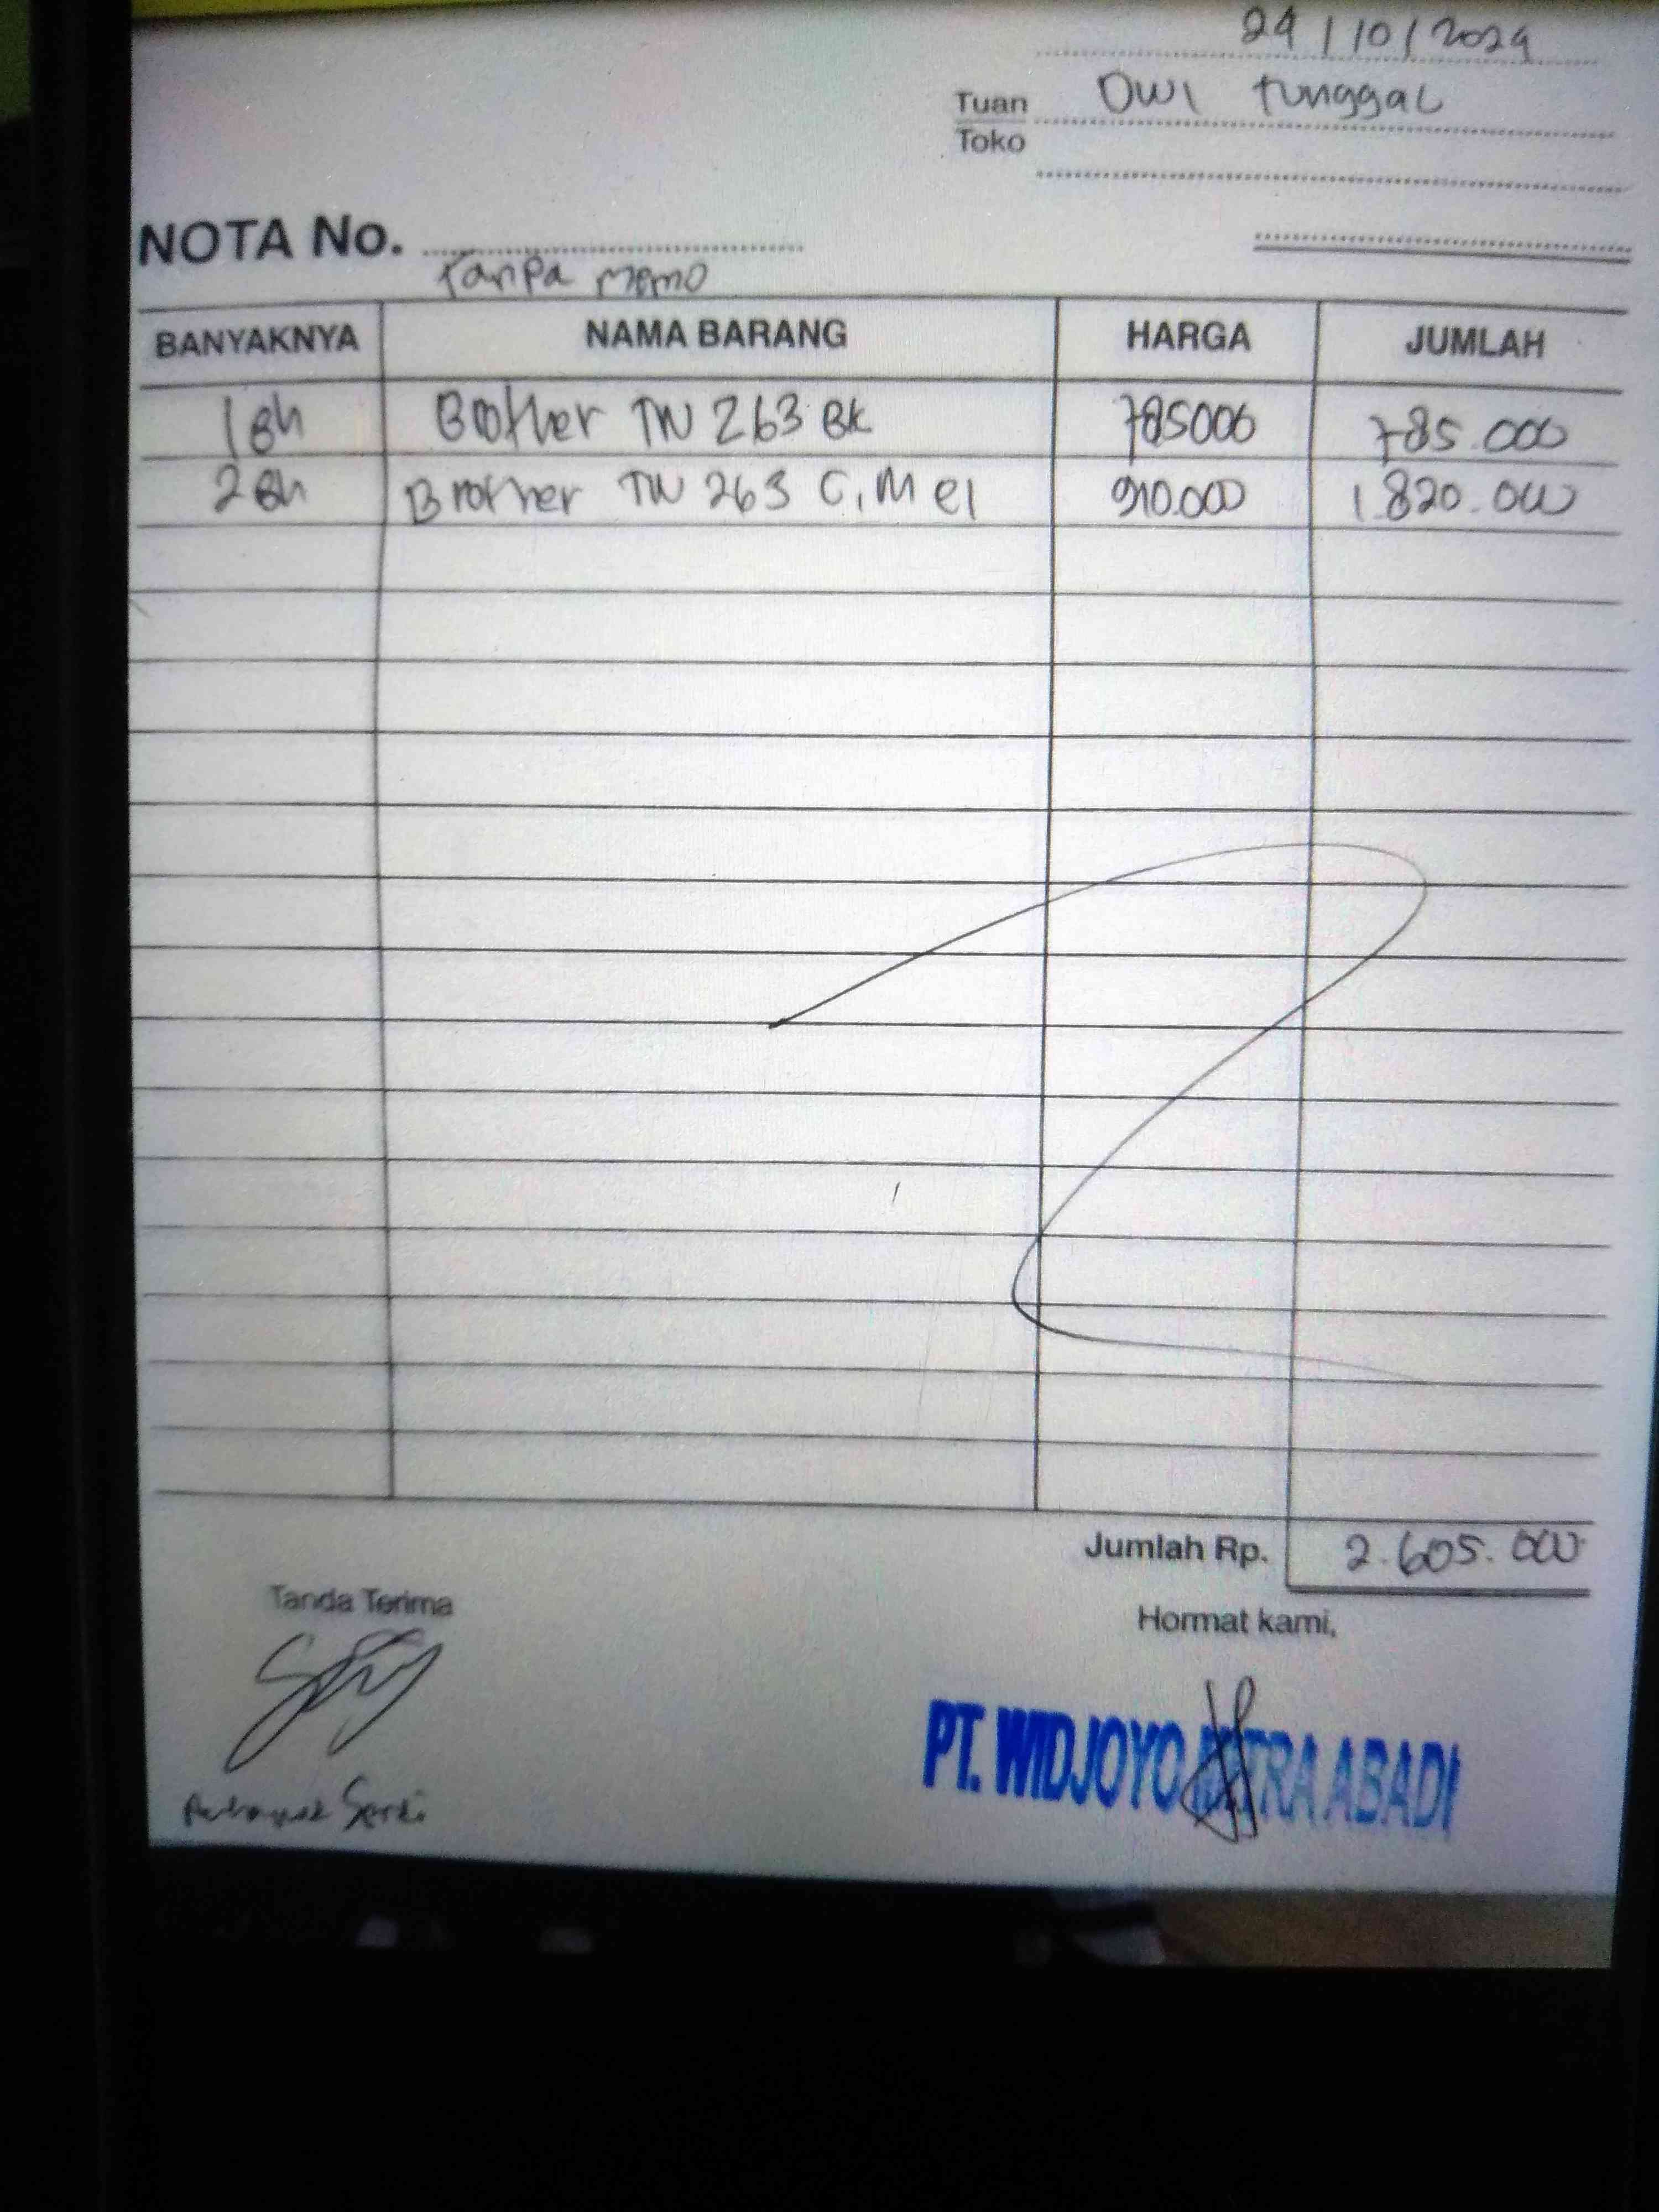 24/10/2024
Tuan Dwi tunggal
Toko
NOTA No.
Tanpa Memo
BANYAKNYA NAMA BARANG HARGA JUMLAH
1 Bh Brother TN 263 BK 785000 785.000
2 Bh Brother TN 263 C, M @1 910.000 1.820.000
Jumlah Rp. 2.605.000
Tanda Terima Hormat kami,
PT. WIDJOYO MITRA ABADI